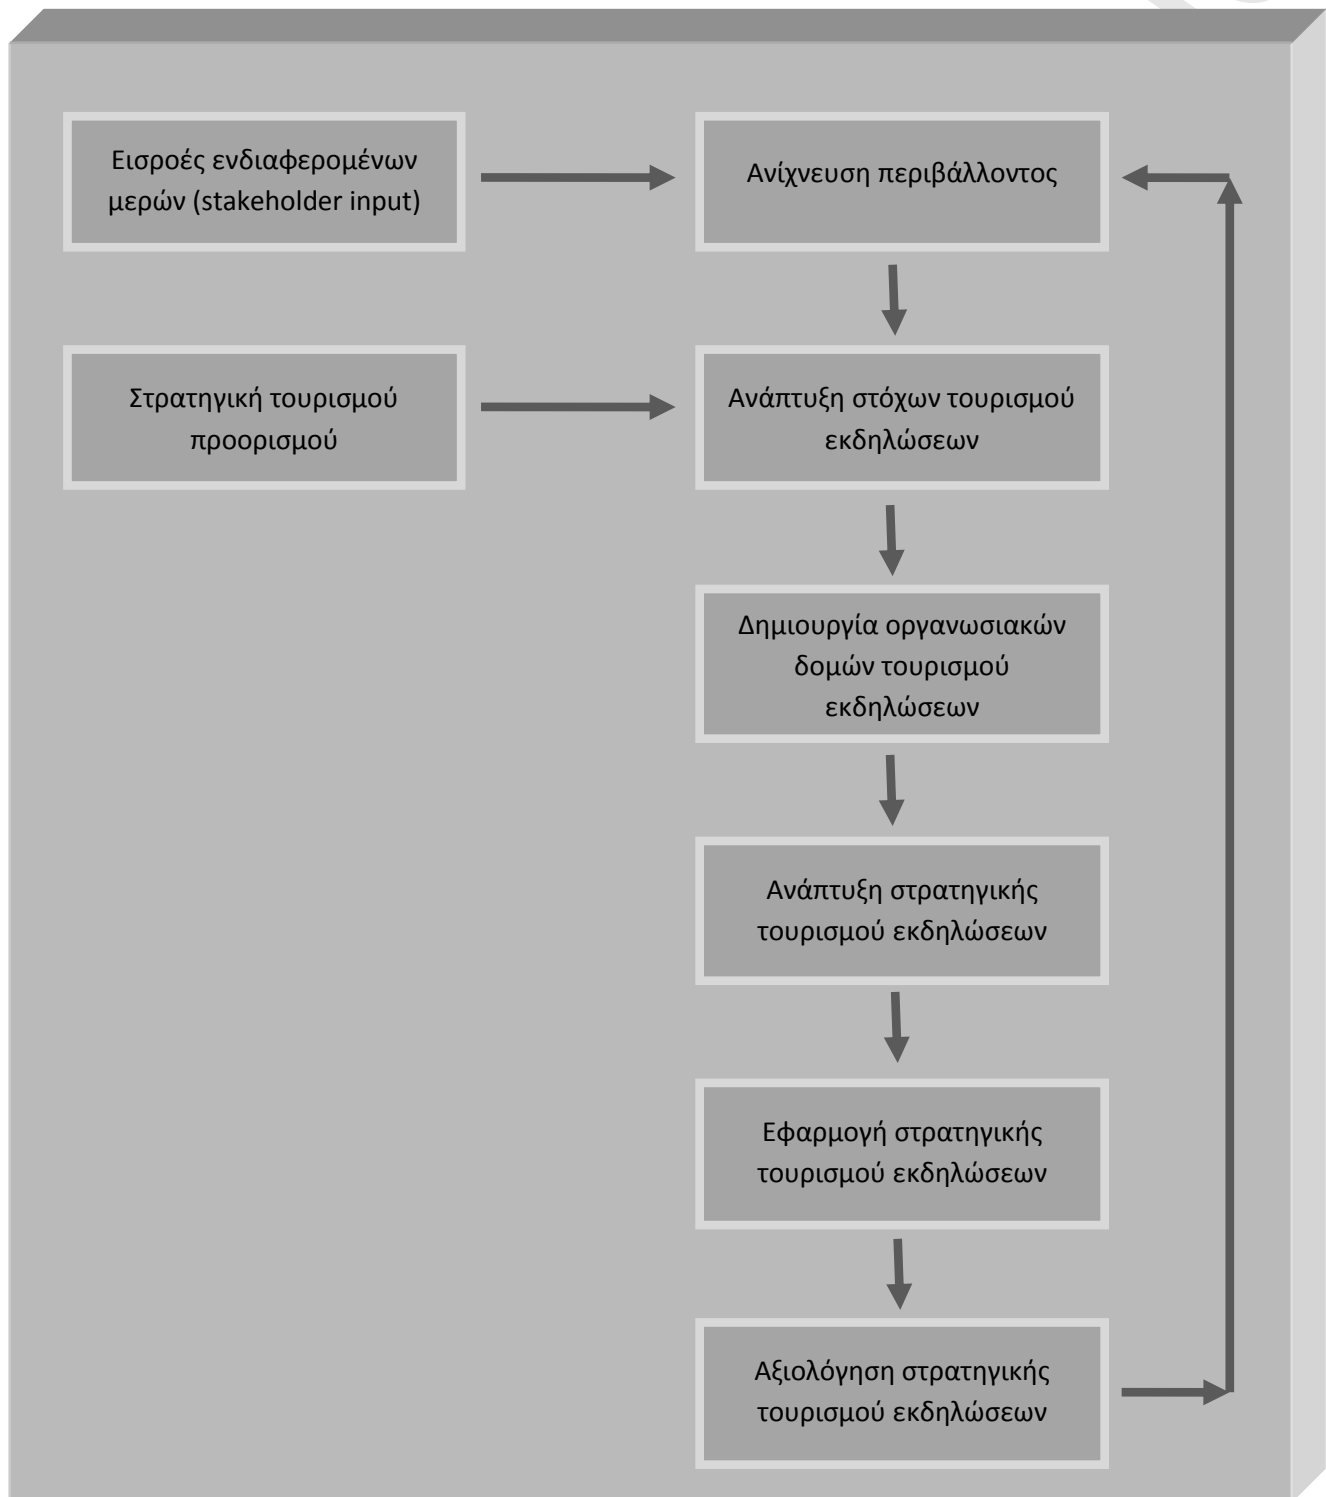 Εισροές ενδιαφερομένων
μερών (stakeholder input)
Ανίχνευση περιβάλλοντος
Στρατηγική τουρισμού
προορισμού
Ανάπτυξη στόχων τουρισμού
εκδηλώσεων
Δημιουργία οργανωσιακών
δομών τουρισμού
εκδηλώσεων
Ανάπτυξη στρατηγικής
τουρισμού εκδηλώσεων
Εφαρμογή στρατηγικής
τουρισμού εκδηλώσεων
Αξιολόγηση στρατηγικής
τουρισμού εκδηλώσεων